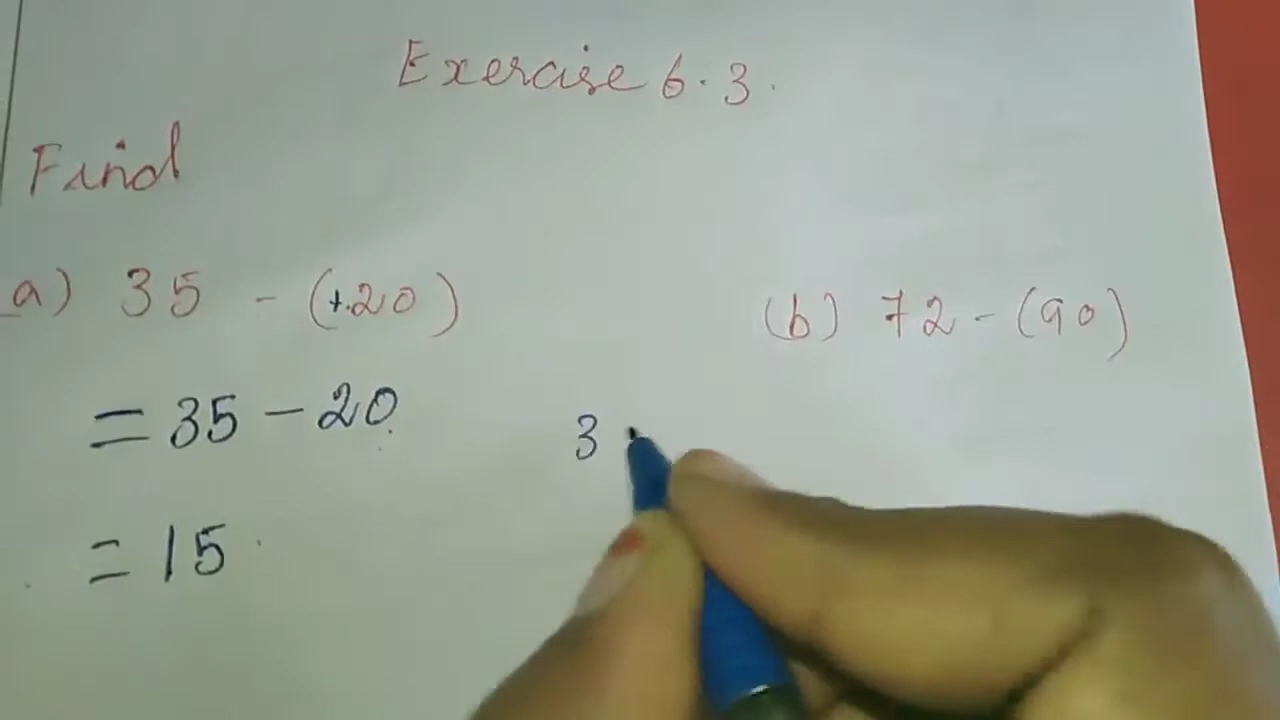 Exercise 6.3.
Find
a) 35 - (+20)
(b) 72 - (90)
= 35 - 20
3
= 15